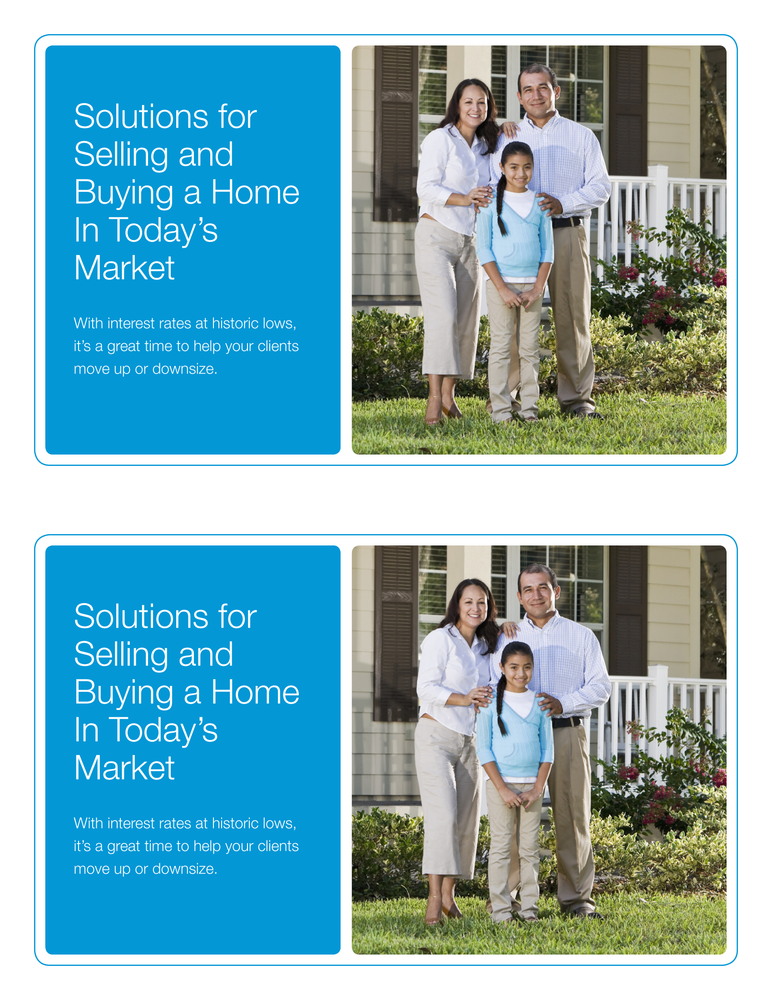 Solutions for
Selling and
Buying a Home
In Today’s
Market
With interest rates at historic lows,
it’s a great time to help your clients
move up or downsize.
Solutions for
Selling and
Buying a Home
In Today’s
Market
With interest rates at historic lows,
it’s a great time to help your clients
move up or downsize.